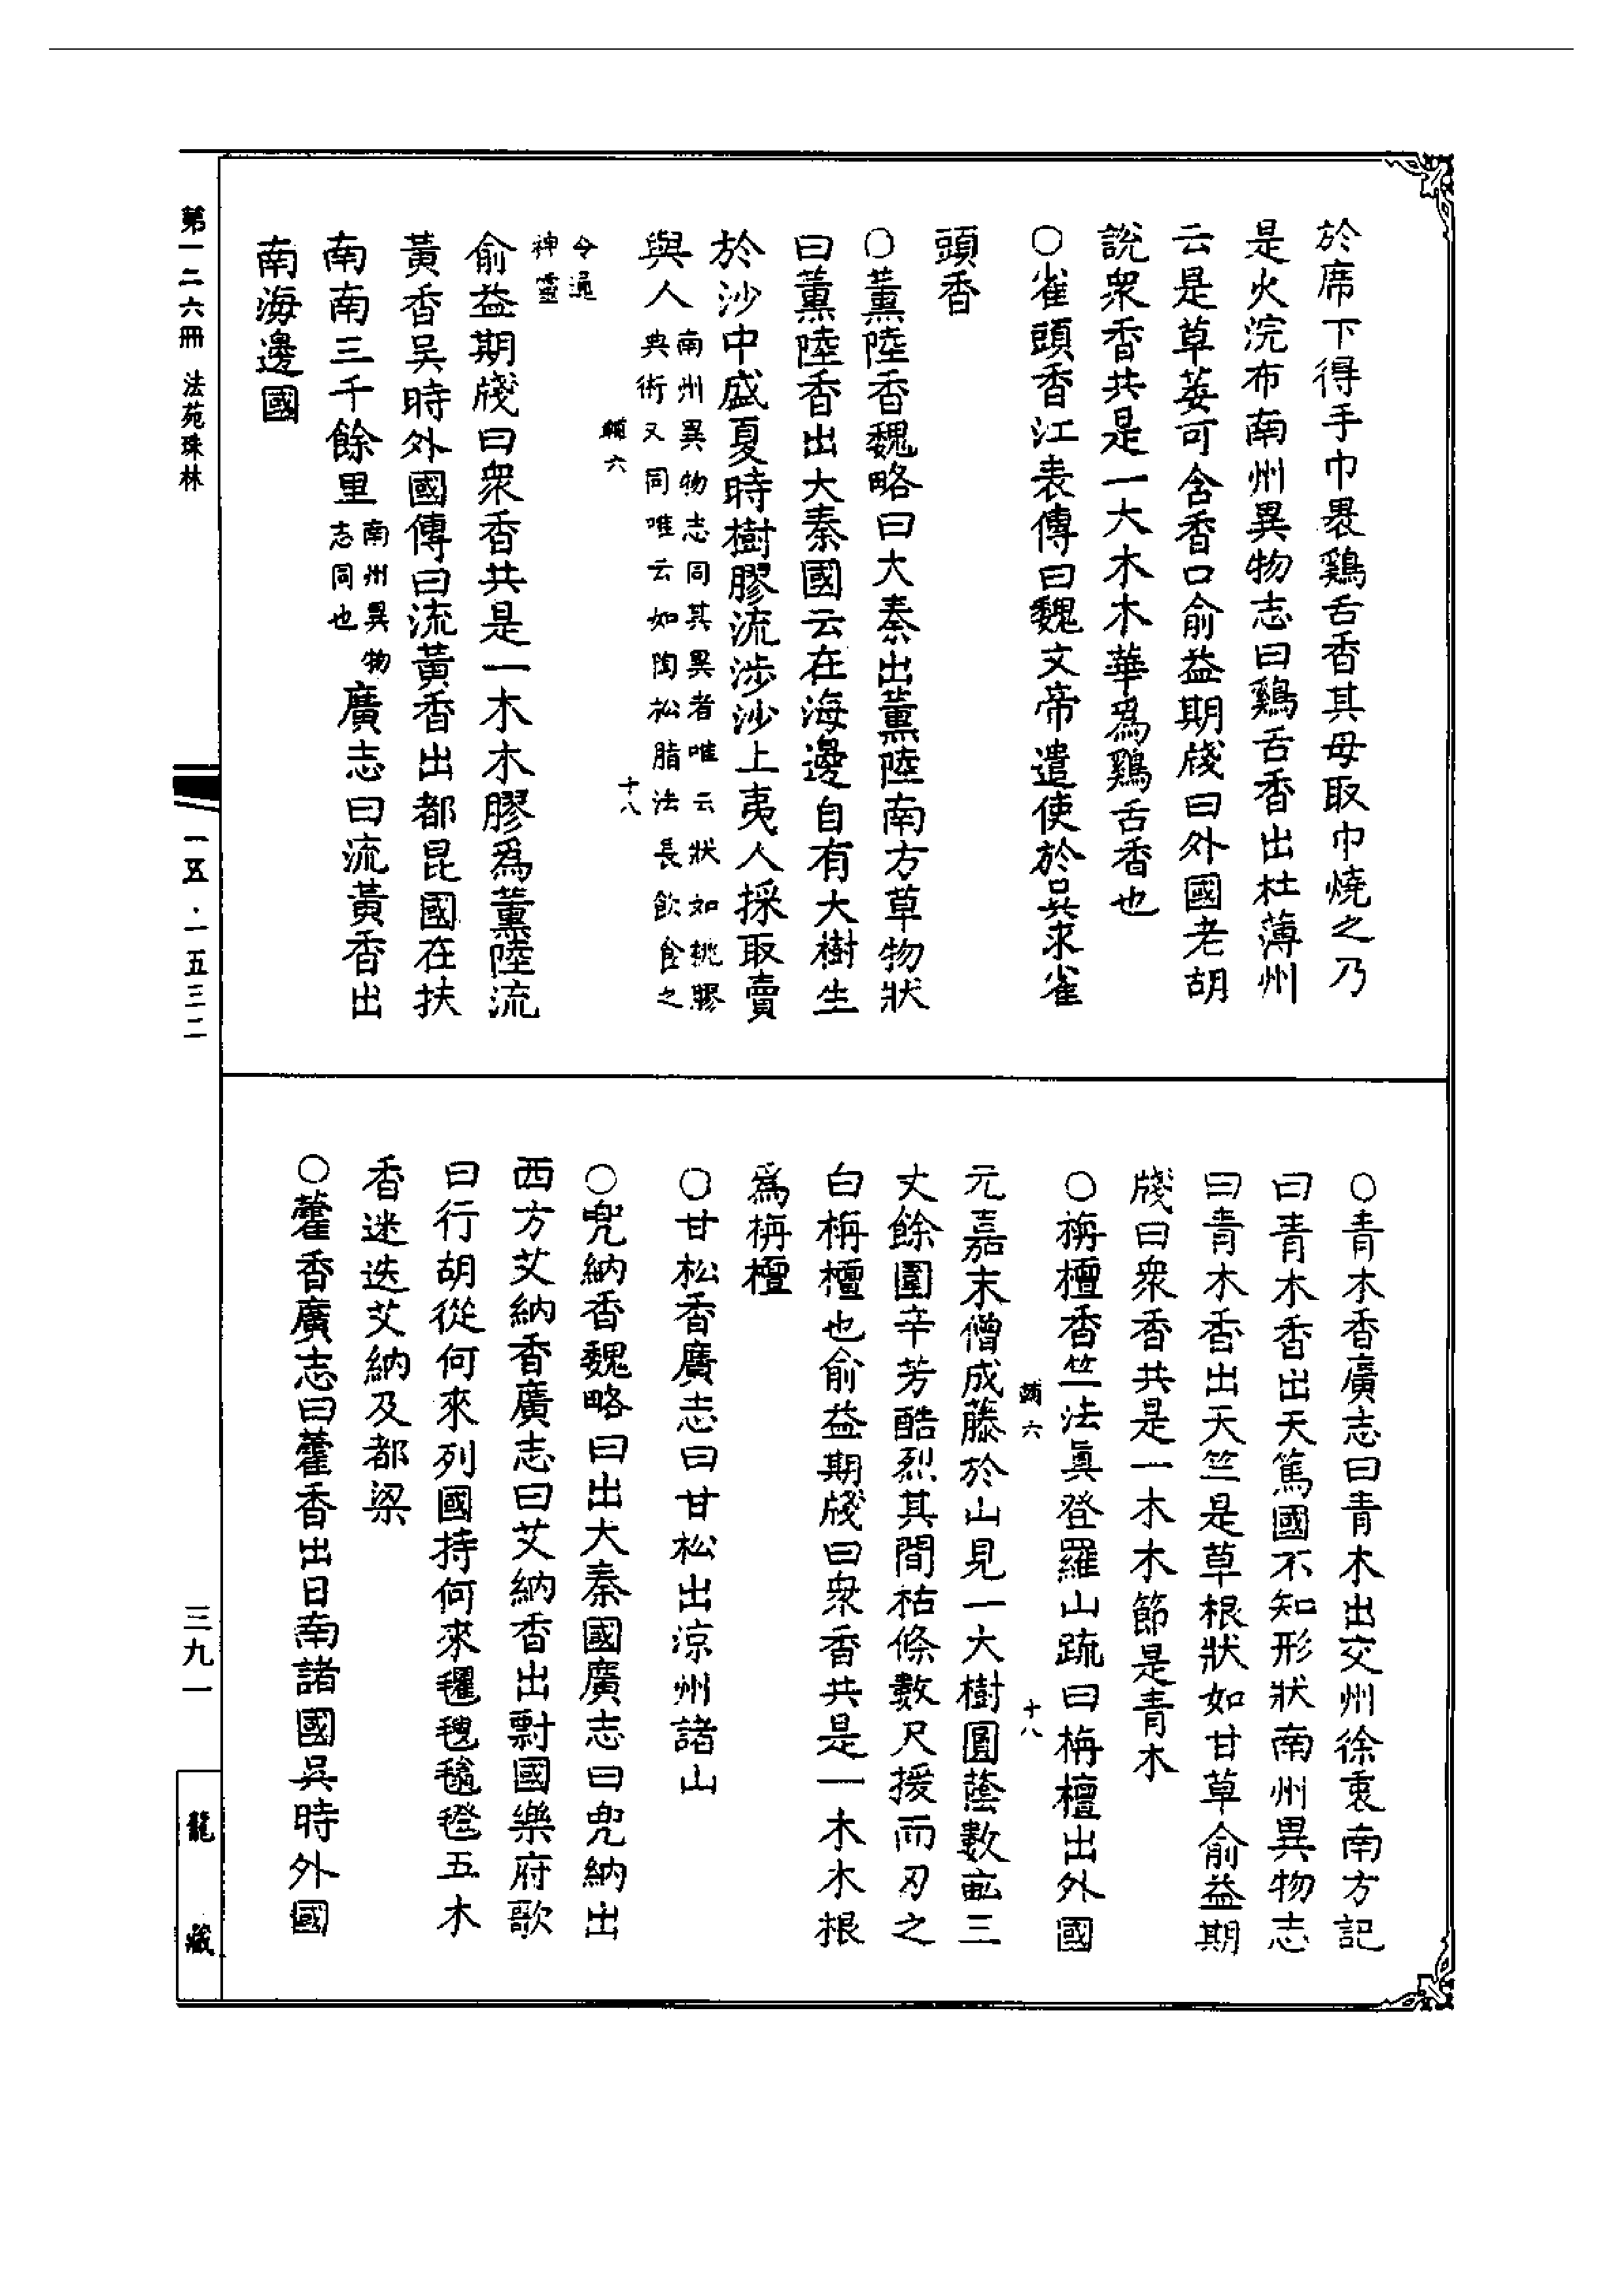 於席下得手巾畏鷄舌香其母取巾燒之乃
是火浣布南州異物志曰鷄舌香出杜薄州
云是草萎可含香口俞益期牋曰外國老胡
說衆香共是一大木木華為鷄舌香也
○雀頭香江表傳曰魏文帝遣使於吳求雀
頭香
○薰陸香魏略曰大秦出薰陸南方草物狀
曰薰陸香出大秦國云在海邊自有大樹生
於沙中盛夏時樹膠流涉沙上夷人採取賣
與人南州異物志同其異者唯云狀如桃膠
典術又同唯云如陶松脂法長飲食之
令通
神靈
輔六
十八
俞益期牋曰衆香共是一木木膠爲薰陸流
黃香吳時外國傳曰流黃香出都昆國在扶
南南三千餘里南州異物
志同也廣志曰流黃香出
南海邊國
○青木香廣志曰青木出交州徐衷南方記
曰青木香出天篤國不知形狀南州異物志
曰青木香出天竺是草根狀如甘草俞益期
牋曰衆香共是一木木節是青木
○栴檀香竺法眞登羅山疏曰栴檀出外國
輔六
十八
元嘉末僧成藤於山見一大樹圓蔭數畝三
丈餘圍辛芳酷烈其間枯條數尺援而刃之
白栴檀也俞益期牋曰衆香共是一木木根
爲栴檀
○甘松香廣志曰甘松出涼州諸山
○兜納香魏略曰出大秦國廣志曰兜納出
西方艾納香廣志曰艾納香出剽國樂府歌
曰行胡從何來列國持何來氍毹㲪㲪五木
香迷迭艾納及都梁
○藿香廣志曰藿香出日南諸國吳時外國
第一二六冊 法苑珠林
一五·一五三二
三九一
龍藏